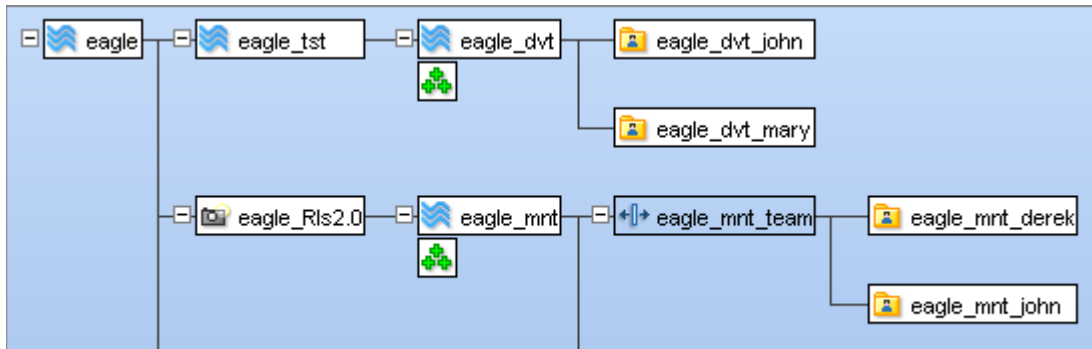 eagle
eagle_tst
eagle_dvt
eagle_dvt_john
eagle_dvt_mary
eagle_Rls2.0
eagle_mnt
eagle_mnt_team
eagle_mnt_derek
eagle_mnt_john